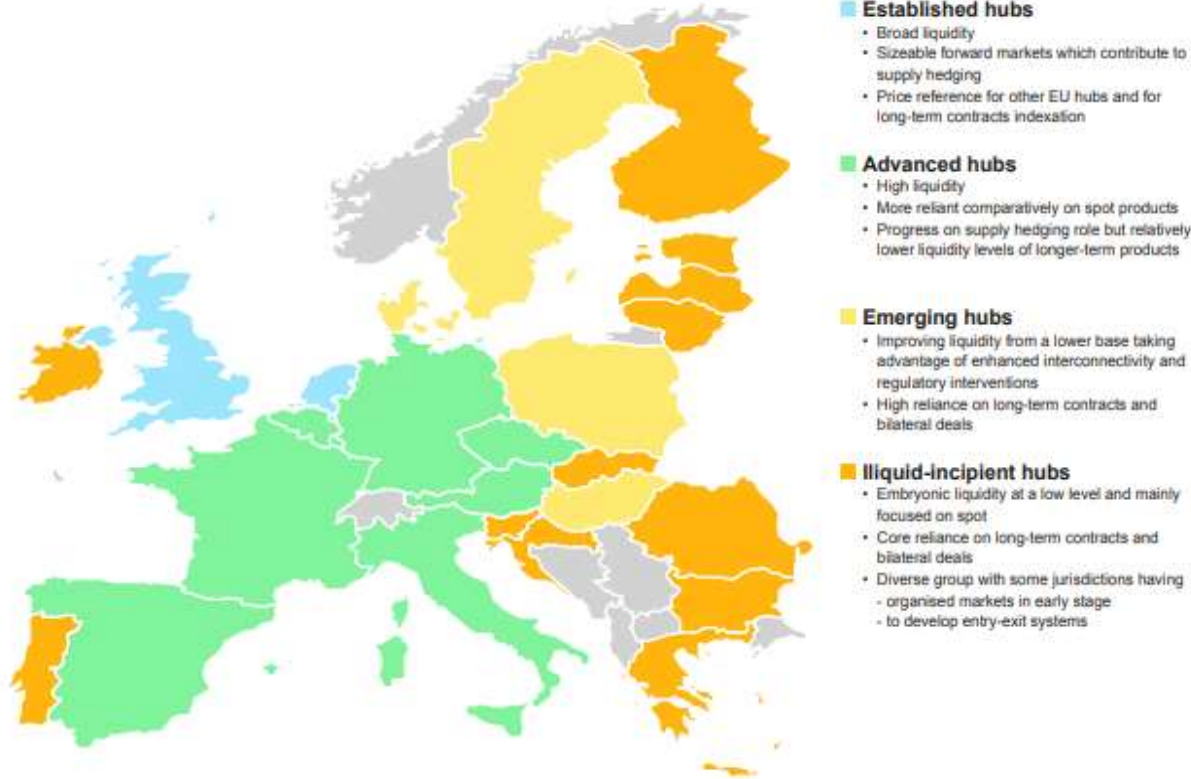 Established hubs
• Broad liquidity
• Sizeable forward markets which contribute to
supply hedging
• Price reference for other EU hubs and for
long-term contracts indexation
Advanced hubs
• High liquidity
• More reliant comparatively on spot products
• Progress on supply hedging role but relatively
lower liquidity levels of longer-term products
Emerging hubs
• Improving liquidity from a lower base taking
advantage of enhanced interconnectivity and
regulatory interventions
• High reliance on long-term contracts and
bilateral deals
Iliquid-incipient hubs
• Embryonic liquidity at a low level and mainly
focused on spot
• Core reliance on long-term contracts and
bilateral deals
• Diverse group with some jurisdictions having
- organised markets in early stage
- to develop entry-exit systems